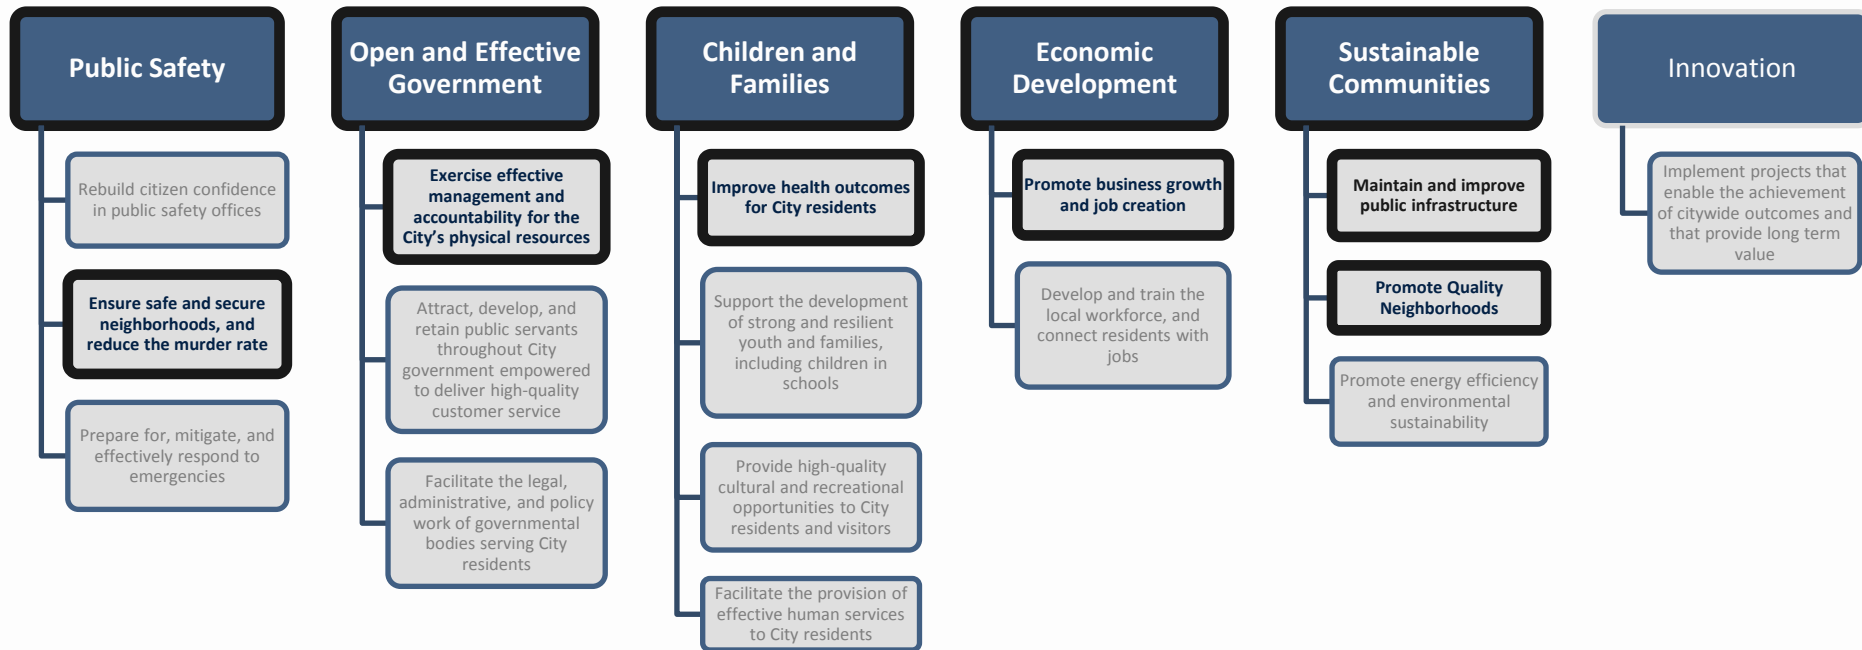 Public Safety
Rebuild citizen confidence
in public safety offices
Ensure safe and secure
neighborhoods, and
reduce the murder rate
Prepare for, mitigate, and
effectively respond to
emergencies
Open and Effective
Government
Exercise effective
management and
accountability for the
City’s physical resources
Attract, develop, and
retain public servants
throughout City
government empowered
to deliver high-quality
customer service
Facilitate the legal,
administrative, and policy
work of governmental
bodies serving City
residents
Children and
Families
Improve health outcomes
for City residents
Support the development
of strong and resilient
youth and families,
including children in
schools
Provide high-quality
cultural and recreational
opportunities to City
residents and visitors
Facilitate the provision of
effective human services
to City residents
Economic
Development
Promote business growth
and job creation
Develop and train the
local workforce, and
connect residents with
jobs
Sustainable
Communities
Maintain and improve
public infrastructure
Promote Quality
Neighborhoods
Promote energy efficiency
and environmental
sustainability
Innovation
Implement projects that
enable the achievement
of citywide outcomes and
that provide long term
value